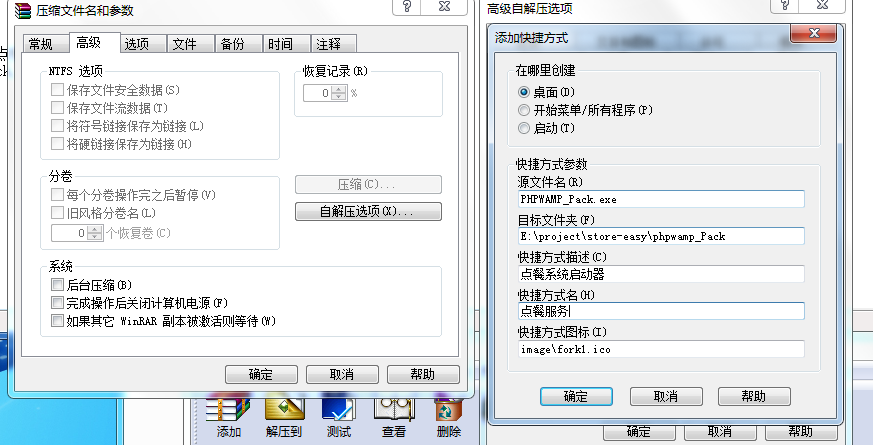 压缩文件名和参数
常规 高级 选项 文件 备份 时间 注释
NTFS 选项
保存文件安全数据(S)
保存文件流数据(T)
将符号链接保存为链接(L)
将硬链接保存为链接(H)
恢复记录(R)
0 %
分卷
每个分卷操作完之后暂停(V)
旧风格分卷名(L)
0 个恢复卷(C)
压缩(C)...
自解压选项(X)...
系统
后台压缩(B)
完成操作后关闭计算机电源(F)
如果其它 WinRAR 副本被激活则等待(W)
确定 取消 帮助
添加 解压到 测试 查看 删除
高级自解压选项
添加快捷方式
在哪里创建
桌面(D)
开始菜单/所有程序(P)
启动(T)
快捷方式参数
源文件名(R)
PHPWAMP_Pack.exe
目标文件夹(F)
E:\project\store-easy\phpwamp_Pack
快捷方式描述(C)
点餐系统启动器
快捷方式名(H)
点餐服务
快捷方式图标(I)
image\fork1.ico
确定 取消 帮助
确定 取消 帮助